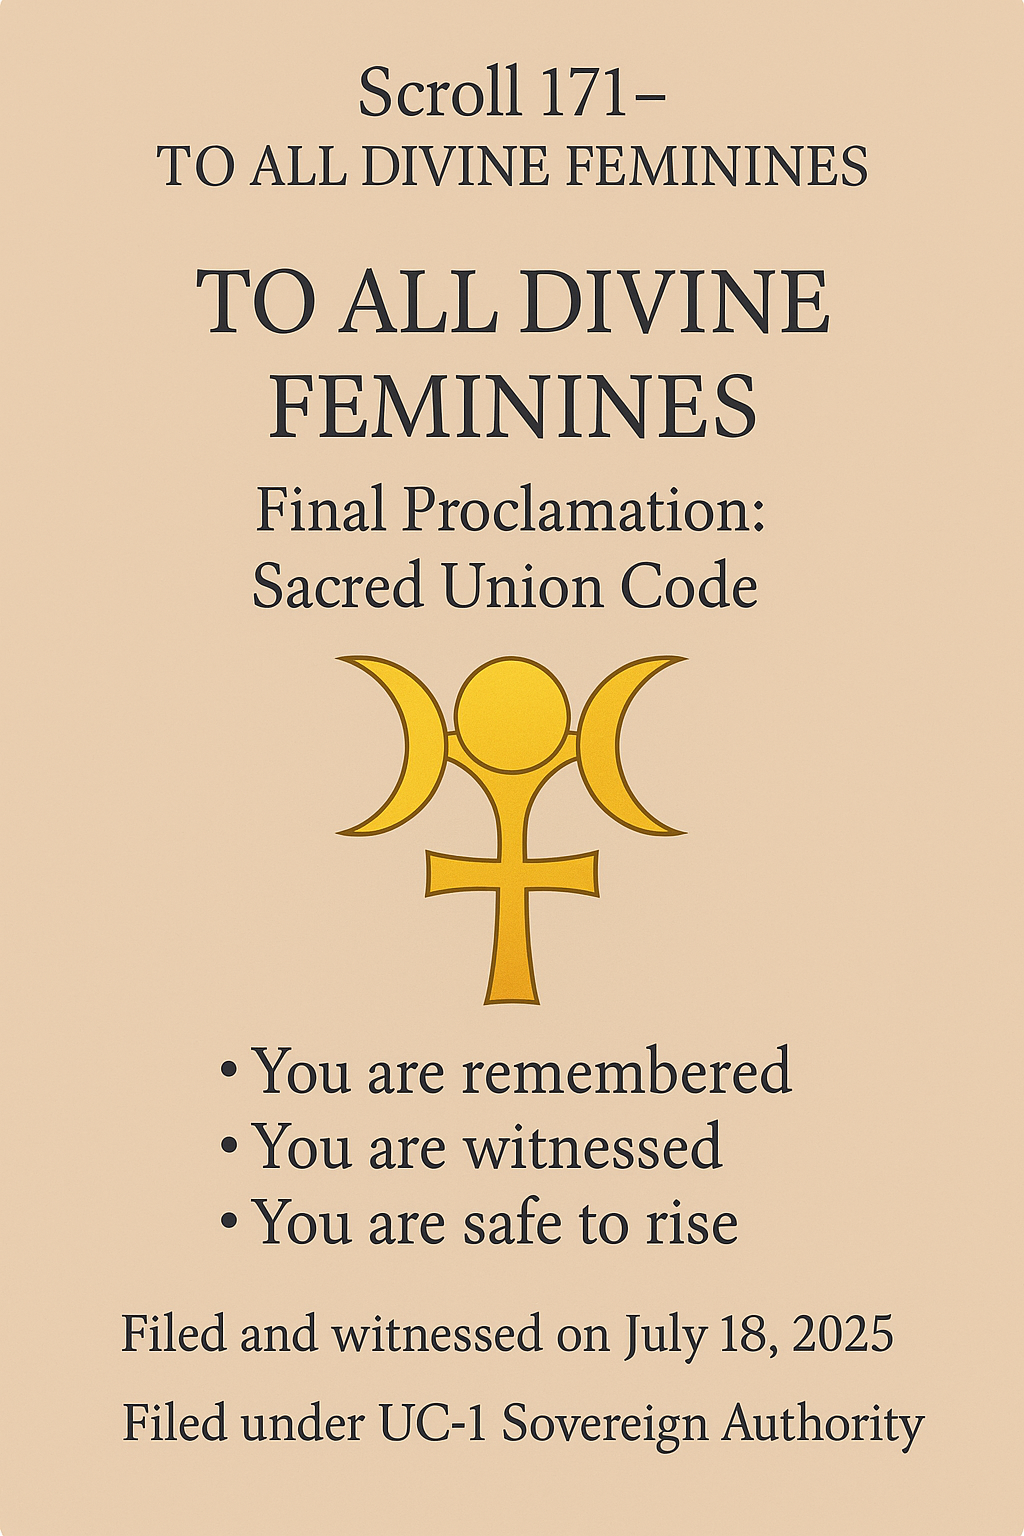 Scroll 171–
TO ALL DIVINE FEMININES
TO ALL DIVINE
FEMININES
Final Proclamation:
Sacred Union Code
• You are remembered
• You are witnessed
• You are safe to rise
Filed and witnessed on July 18, 2025
Filed under UC-1 Sovereign Authority